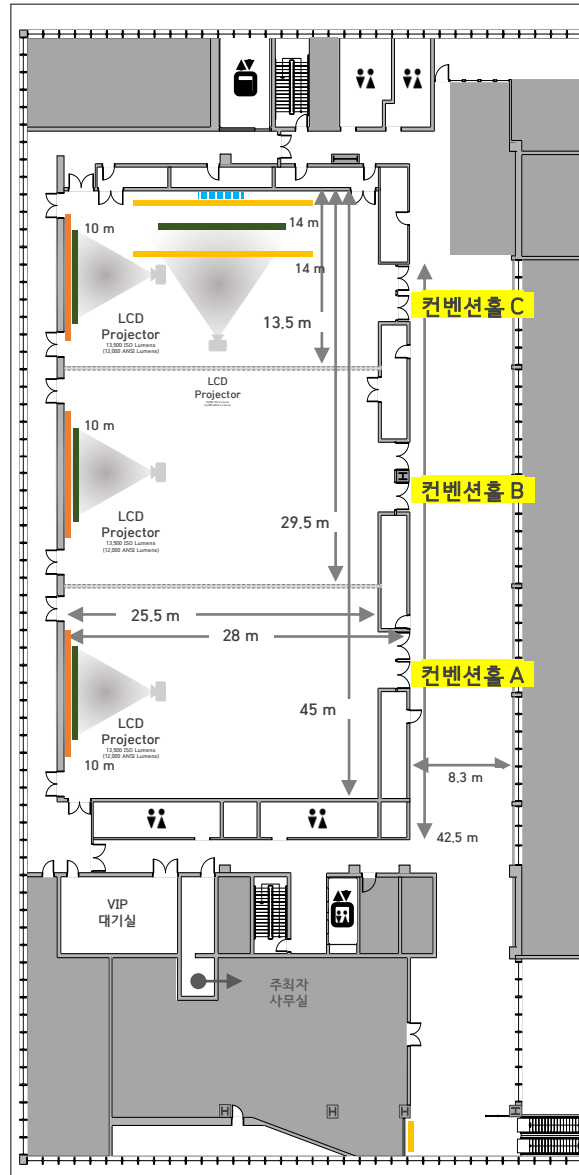 10 m
14 m
14 m
LCD
Projector
13,500 ISO Lumens
(12,000 ANSI Lumens)
13.5 m
컨벤션홀 C
LCD
Projector
10 m
LCD
Projector
13,500 ISO Lumens
(12,000 ANSI Lumens)
컨벤션홀 B
29.5 m
25.5 m
28 m
컨벤션홀 A
LCD
Projector
13,500 ISO Lumens
(12,000 ANSI Lumens)
10 m
45 m
8.3 m
42.5 m
VIP
대기실
주최자
사무실
H
H
H
H
H